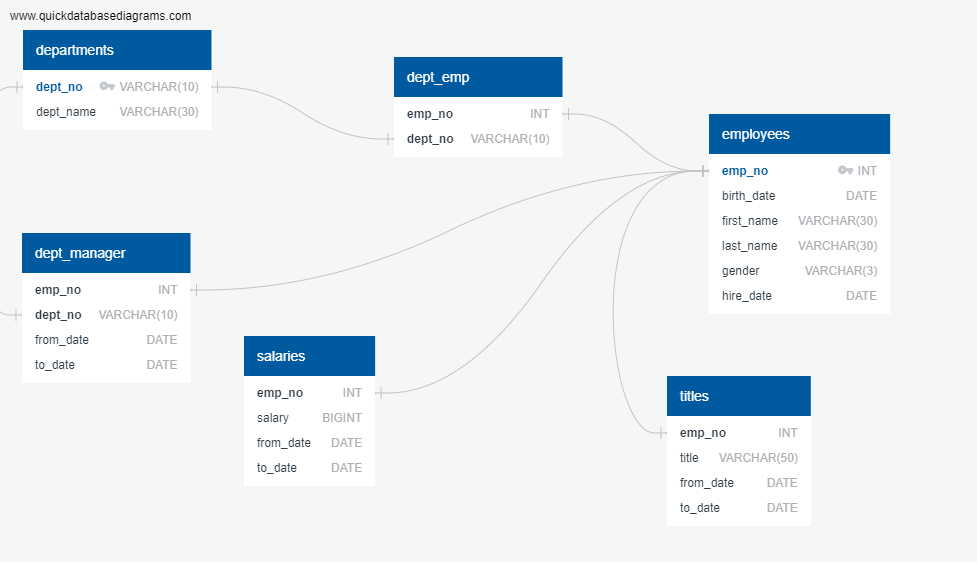 www.quickdatabasediagrams.com
departments
dept_no VARCHAR(10)
dept_name VARCHAR(30)
dept_emp
emp_no INT
dept_no VARCHAR(10)
employees
emp_no INT
birth_date DATE
first_name VARCHAR(30)
last_name VARCHAR(30)
gender VARCHAR(3)
hire_date DATE
dept_manager
emp_no INT
dept_no VARCHAR(10)
from_date DATE
to_date DATE
salaries
emp_no INT
salary BIGINT
from_date DATE
to_date DATE
titles
emp_no INT
title VARCHAR(50)
from_date DATE
to_date DATE